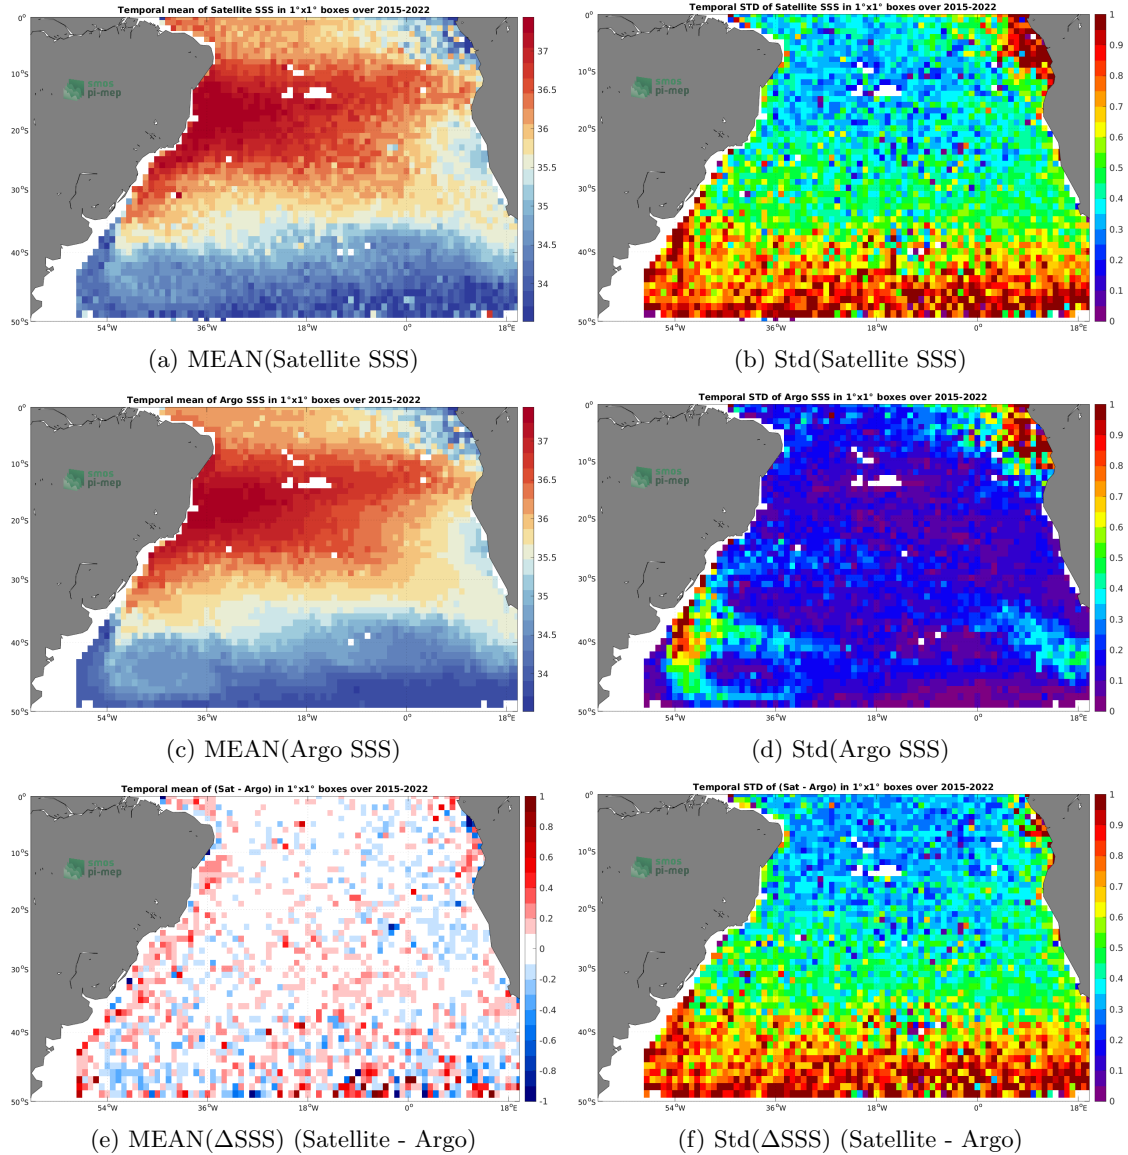 Temporal mean of Satellite SSS in 1°x1° boxes over 2015-2022
0°
10°S
20°S
30°S
40°S
50°S
54°W
36°W
18°W
0°
18°E
37
36.5
36
35.5
35
34.5
34
smos
pi-mep
(a) MEAN(Satellite SSS)
Temporal STD of Satellite SSS in 1°x1° boxes over 2015-2022
0°
10°S
20°S
30°S
40°S
50°S
54°W
36°W
18°W
0°
18°E
1
0.9
0.8
0.7
0.6
0.5
0.4
0.3
0.2
0.1
0
smos
pi-mep
(b) Std(Satellite SSS)
Temporal mean of Argo SSS in 1°x1° boxes over 2015-2022
0°
10°S
20°S
30°S
40°S
50°S
54°W
36°W
18°W
0°
18°E
37
36.5
36
35.5
35
34.5
34
smos
pi-mep
(c) MEAN(Argo SSS)
Temporal STD of Argo SSS in 1°x1° boxes over 2015-2022
0°
10°S
20°S
30°S
40°S
50°S
54°W
36°W
18°W
0°
18°E
1
0.9
0.8
0.7
0.6
0.5
0.4
0.3
0.2
0.1
0
smos
pi-mep
(d) Std(Argo SSS)
Temporal mean of (Sat - Argo) in 1°x1° boxes over 2015-2022
0°
10°S
20°S
30°S
40°S
50°S
54°W
36°W
18°W
0°
18°E
1
0.8
0.6
0.4
0.2
0.1
0
-0.1
-0.2
-0.4
-0.6
-0.8
-1
smos
pi-mep
(e) MEAN(ΔSSS) (Satellite - Argo)
Temporal STD of (Sat - Argo) in 1°x1° boxes over 2015-2022
0°
10°S
20°S
30°S
40°S
50°S
54°W
36°W
18°W
0°
18°E
1
0.9
0.8
0.7
0.6
0.5
0.4
0.3
0.2
0.1
0
smos
pi-mep
(f) Std(ΔSSS) (Satellite - Argo)